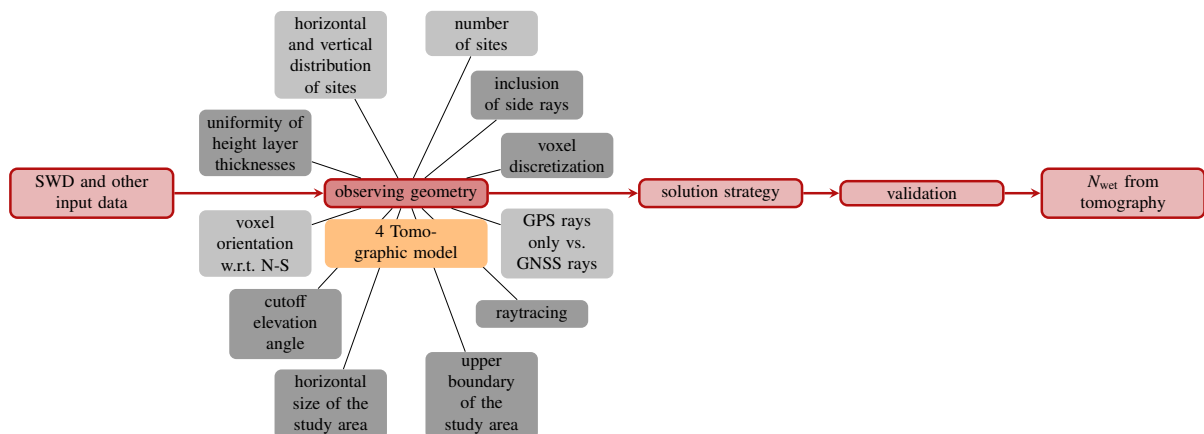 horizontal
and vertical
distribution
of sites
number
of sites
inclusion
of side rays
uniformity of
height layer
thicknesses
voxel
discretization
SWD and other
input data
observing geometry
solution strategy
validation
N_wet from
tomography
voxel
orientation
w.r.t. N-S
4 Tomo-
graphic model
GPS rays
only vs.
GNSS rays
cutoff
elevation
angle
raytracing
horizontal
size of the
study area
upper
boundary
of the
study area